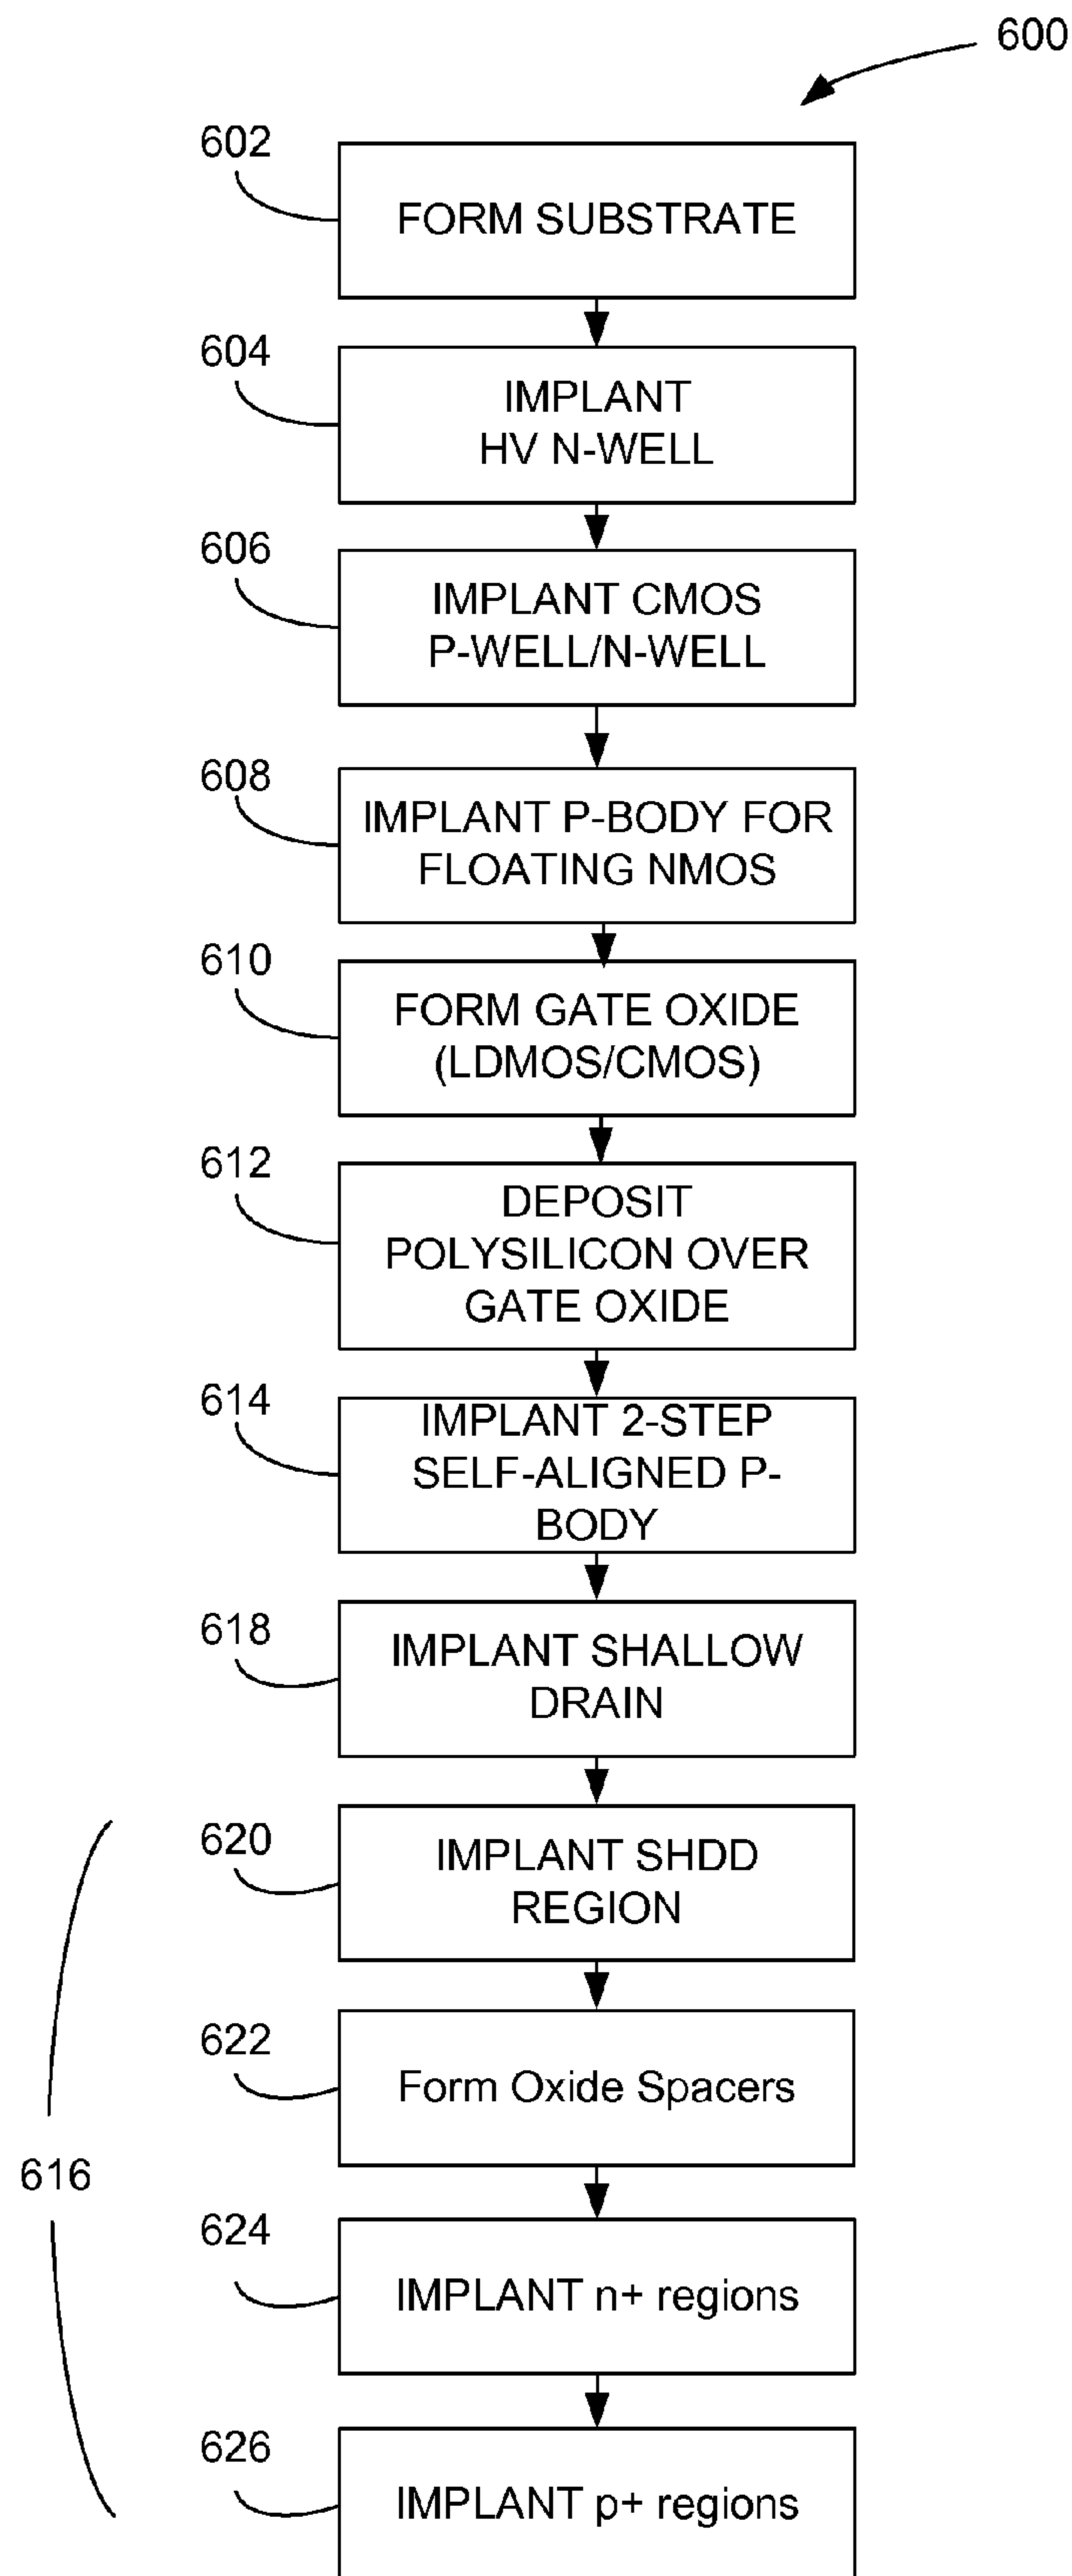 600
602
FORM SUBSTRATE
604
IMPLANT
HV N-WELL
606
IMPLANT CMOS
P-WELL/N-WELL
608
IMPLANT P-BODY FOR
FLOATING NMOS
610
FORM GATE OXIDE
(LDMOS/CMOS)
612
DEPOSIT
POLYSILICON OVER
GATE OXIDE
614
IMPLANT 2-STEP
SELF-ALIGNED P-
BODY
618
IMPLANT SHALLOW
DRAIN
620
IMPLANT SHDD
REGION
622
Form Oxide Spacers
616
624
IMPLANT n+ regions
626
IMPLANT p+ regions